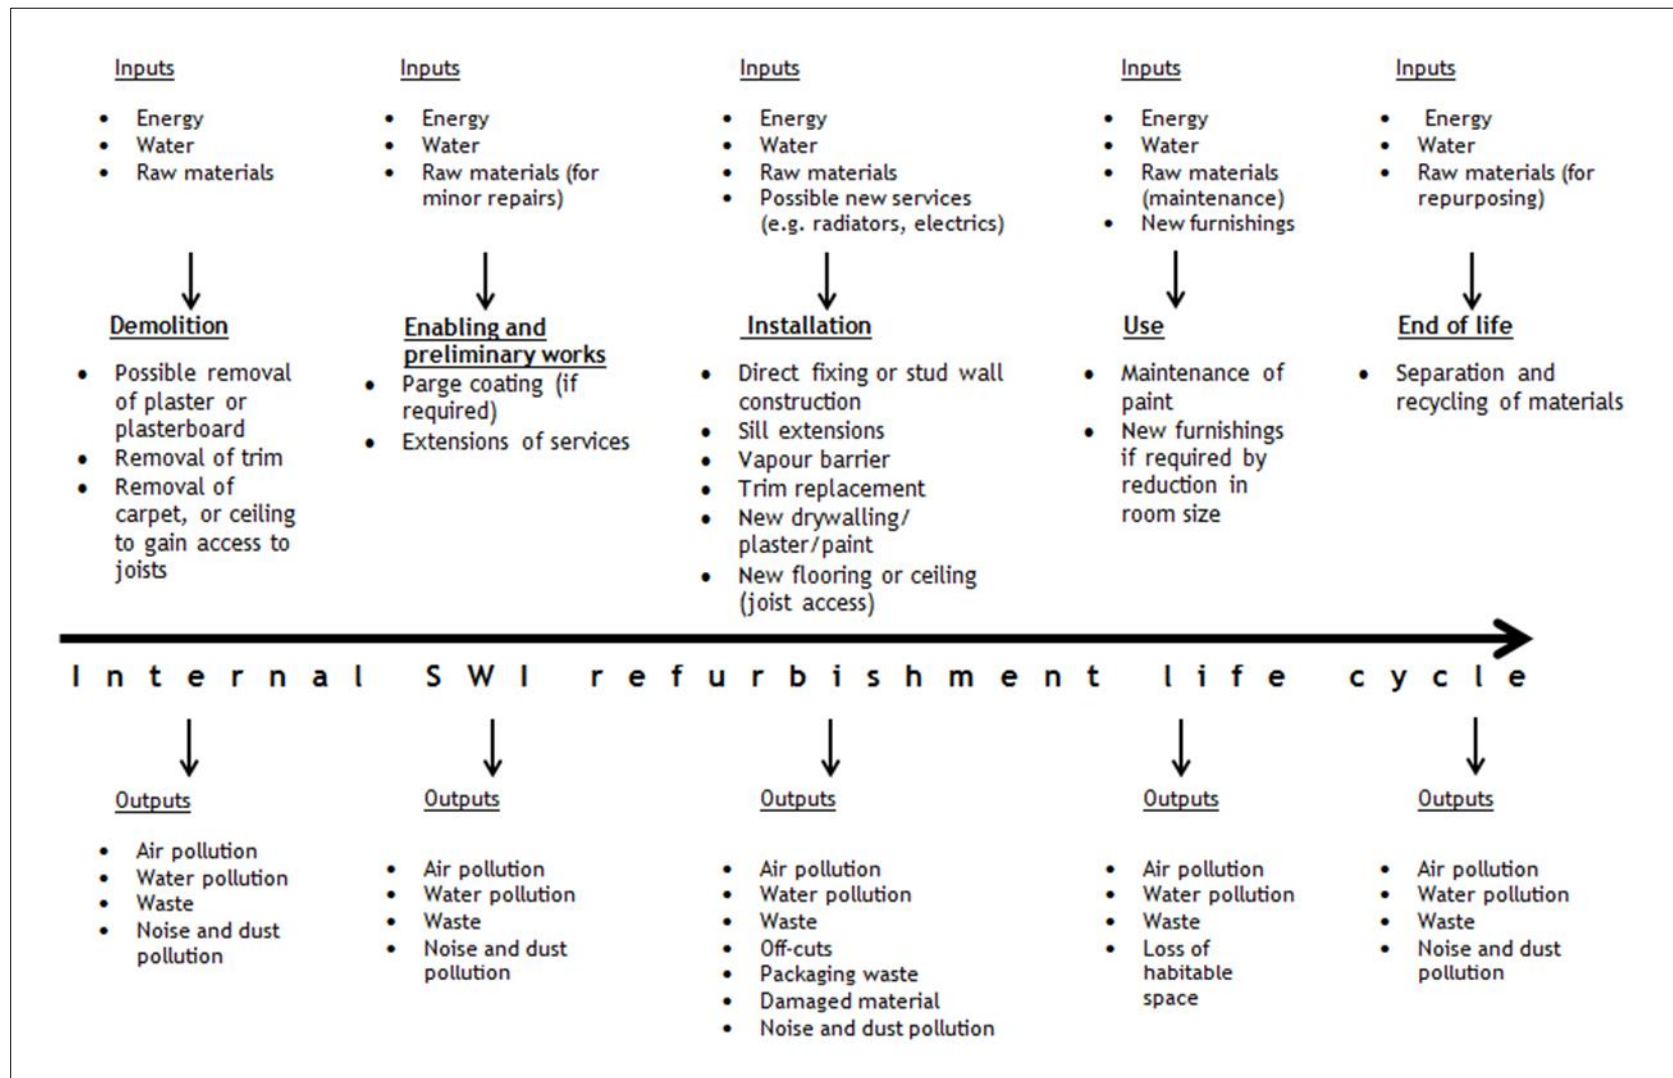 Inputs
• Energy
• Water
• Raw materials
Demolition
• Possible removal
of plaster or
plasterboard
• Removal of trim
• Removal of
carpet, or ceiling
to gain access to
joists
Inputs
• Energy
• Water
• Raw materials (for
minor repairs)
Enabling and
preliminary works
• Parge coating (if
required)
• Extensions of services
Inputs
• Energy
• Water
• Raw materials
• Possible new services
(e.g. radiators, electrics)
Installation
• Direct fixing or stud wall
construction
• Sill extensions
• Vapour barrier
• Trim replacement
• New drywalling/
plaster/paint
• New flooring or ceiling
(joist access)
Inputs
• Energy
• Water
• Raw materials
(maintenance)
• New furnishings
Use
• Maintenance of
paint
• New furnishings
if required by
reduction in
room size
Inputs
• Energy
• Water
• Raw materials (for
repurposing)
End of life
• Separation and
recycling of materials
Internal SWI refurbishment life cycle
Outputs
• Air pollution
• Water pollution
• Waste
• Noise and dust
pollution
Outputs
• Air pollution
• Water pollution
• Waste
• Noise and dust
pollution
Outputs
• Air pollution
• Water pollution
• Waste
• Off-cuts
• Packaging waste
• Damaged material
• Noise and dust pollution
Outputs
• Air pollution
• Water pollution
• Waste
• Loss of
habitable
space
Outputs
• Air pollution
• Water pollution
• Waste
• Noise and dust
pollution